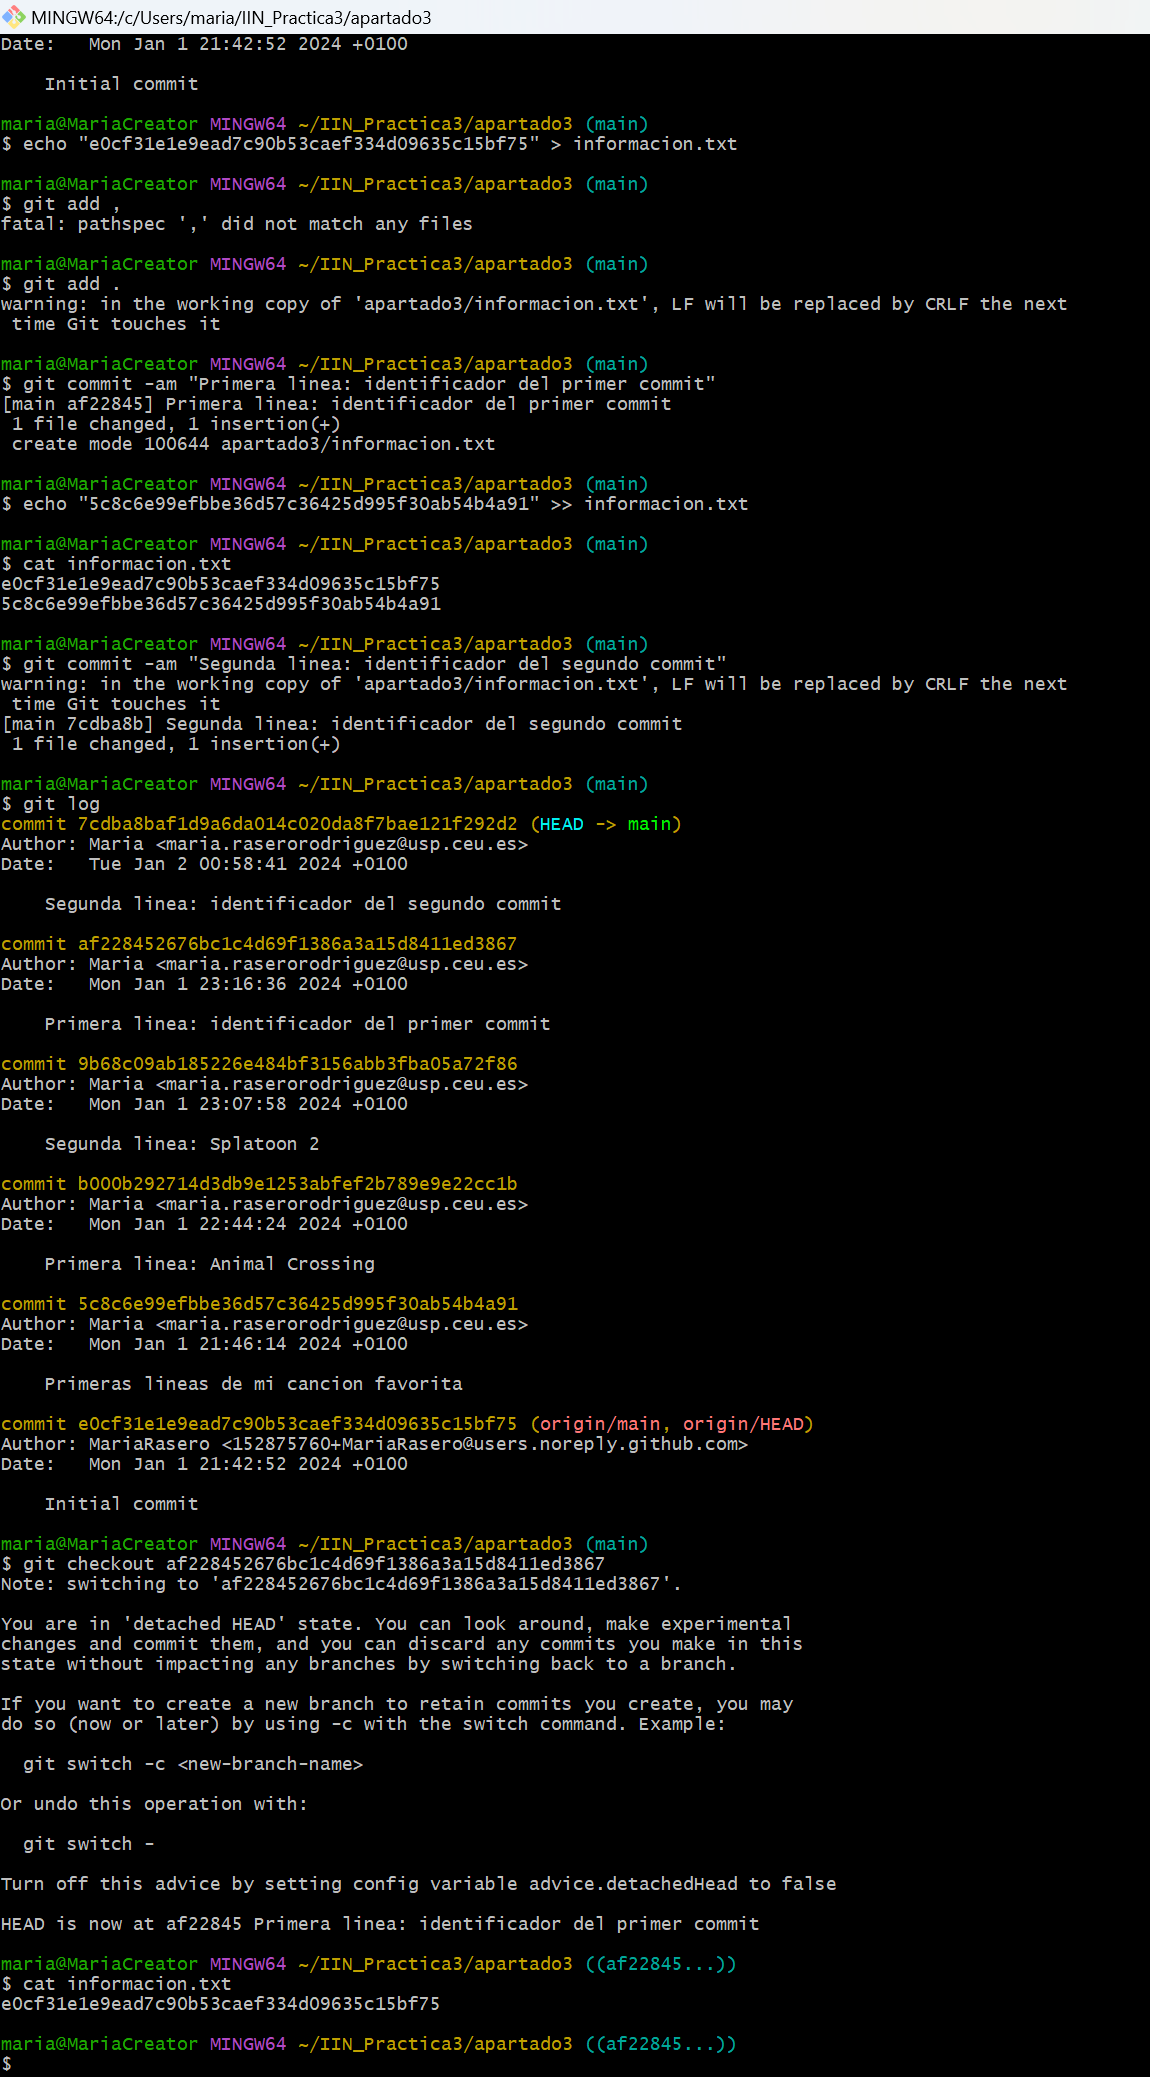 MINGW64:/c/Users/maria/IIN_Practica3/apartado3
Date:   Mon Jan 1 21:42:52 2024 +0100
    Initial commit
maria@MariaCreator MINGW64 ~/IIN_Practica3/apartado3 (main)
$ echo "e0cf31e1e9ead7c90b53caef334d09635c15bf75" > informacion.txt
maria@MariaCreator MINGW64 ~/IIN_Practica3/apartado3 (main)
$ git add ,
fatal: pathspec ',' did not match any files
maria@MariaCreator MINGW64 ~/IIN_Practica3/apartado3 (main)
$ git add .
warning: in the working copy of 'apartado3/informacion.txt', LF will be replaced by CRLF the next
 time Git touches it
maria@MariaCreator MINGW64 ~/IIN_Practica3/apartado3 (main)
$ git commit -am "Primera linea: identificador del primer commit"
[main af22845] Primera linea: identificador del primer commit
 1 file changed, 1 insertion(+)
 create mode 100644 apartado3/informacion.txt
maria@MariaCreator MINGW64 ~/IIN_Practica3/apartado3 (main)
$ echo "5c8c6e99efbbe36d57c36425d995f30ab54b4a91" >> informacion.txt
maria@MariaCreator MINGW64 ~/IIN_Practica3/apartado3 (main)
$ cat informacion.txt
e0cf31e1e9ead7c90b53caef334d09635c15bf75
5c8c6e99efbbe36d57c36425d995f30ab54b4a91
maria@MariaCreator MINGW64 ~/IIN_Practica3/apartado3 (main)
$ git commit -am "Segunda linea: identificador del segundo commit"
warning: in the working copy of 'apartado3/informacion.txt', LF will be replaced by CRLF the next
 time Git touches it
[main 7cdba8b] Segunda linea: identificador del segundo commit
 1 file changed, 1 insertion(+)
maria@MariaCreator MINGW64 ~/IIN_Practica3/apartado3 (main)
$ git log
commit 7cdba8baf1d9a6da014c020da8f7bae121f292d2 (HEAD -> main)
Author: Maria <maria.raserorodriguez@usp.ceu.es>
Date:   Tue Jan 2 00:58:41 2024 +0100
    Segunda linea: identificador del segundo commit
commit af228452676bc1c4d69f1386a3a15d8411ed3867
Author: Maria <maria.raserorodriguez@usp.ceu.es>
Date:   Mon Jan 1 23:16:36 2024 +0100
    Primera linea: identificador del primer commit
commit 9b68c09ab185226e484bf3156abb3fba05a72f86
Author: Maria <maria.raserorodriguez@usp.ceu.es>
Date:   Mon Jan 1 23:07:58 2024 +0100
    Segunda linea: Splatoon 2
commit b000b292714d3db9e1253abfef2b789e9e22cc1b
Author: Maria <maria.raserorodriguez@usp.ceu.es>
Date:   Mon Jan 1 22:44:24 2024 +0100
    Primera linea: Animal Crossing
commit 5c8c6e99efbbe36d57c36425d995f30ab54b4a91
Author: Maria <maria.raserorodriguez@usp.ceu.es>
Date:   Mon Jan 1 21:46:14 2024 +0100
    Primeras lineas de mi cancion favorita
commit e0cf31e1e9ead7c90b53caef334d09635c15bf75 (origin/main, origin/HEAD)
Author: MariaRasero <152875760+MariaRasero@users.noreply.github.com>
Date:   Mon Jan 1 21:42:52 2024 +0100
    Initial commit
maria@MariaCreator MINGW64 ~/IIN_Practica3/apartado3 (main)
$ git checkout af228452676bc1c4d69f1386a3a15d8411ed3867
Note: switching to 'af228452676bc1c4d69f1386a3a15d8411ed3867'.
You are in 'detached HEAD' state. You can look around, make experimental
changes and commit them, and you can discard any commits you make in this
state without impacting any branches by switching back to a branch.
If you want to create a new branch to retain commits you create, you may
do so (now or later) by using -c with the switch command. Example:
  git switch -c <new-branch-name>
Or undo this operation with:
  git switch -
Turn off this advice by setting config variable advice.detachedHead to false
HEAD is now at af22845 Primera linea: identificador del primer commit
maria@MariaCreator MINGW64 ~/IIN_Practica3/apartado3 ((af22845...))
$ cat informacion.txt
e0cf31e1e9ead7c90b53caef334d09635c15bf75
maria@MariaCreator MINGW64 ~/IIN_Practica3/apartado3 ((af22845...))
$